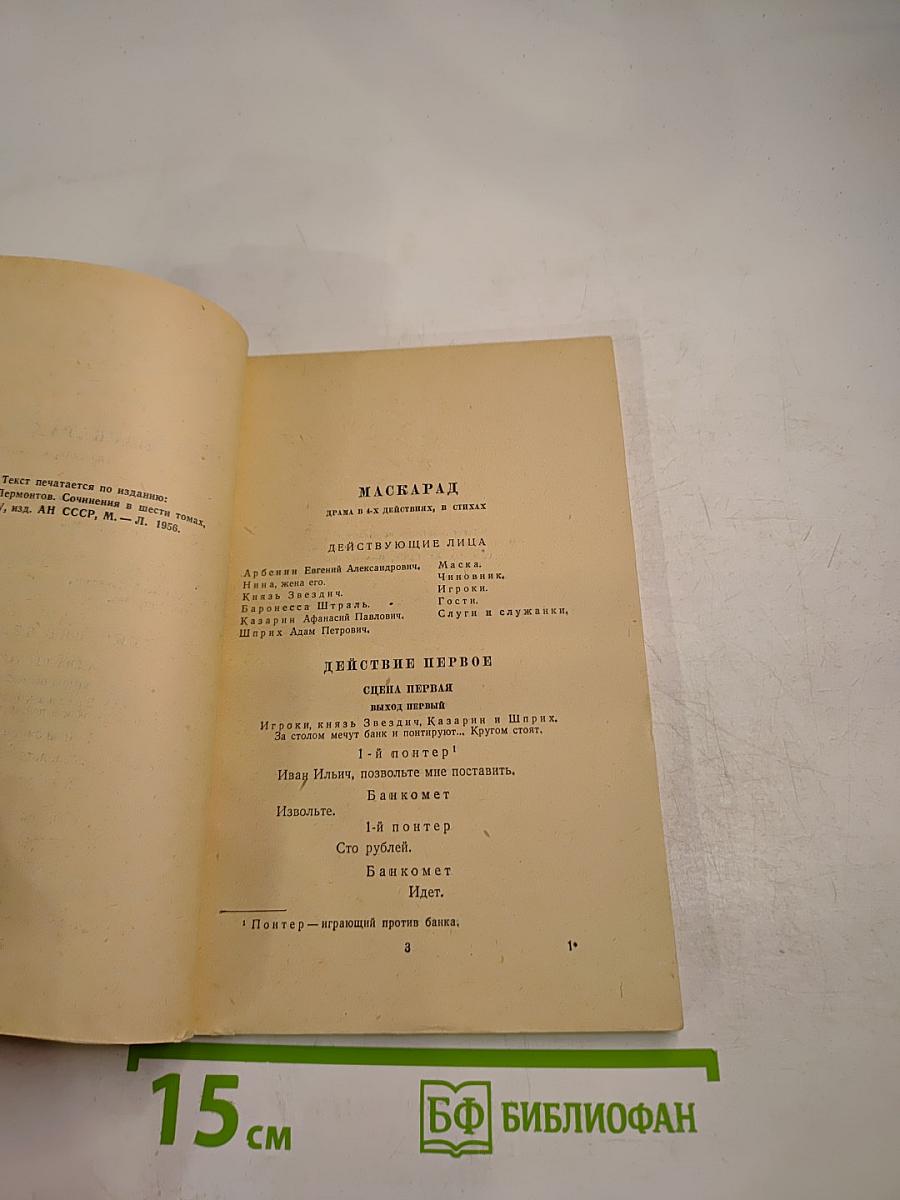 Текст печатается по изданию:
Лермонтов. Сочинения в шести томах,
изд. АН СССР, М. — Л. 1956.
МАСКАРАД
ДРАМА В 4-Х ДЕЙСТВИЯХ, В СТИХАХ
ДЕЙСТВУЮЩИЕ ЛИЦА
Арбенин Евгений Александрович.
Нина, жена его.
Князь Звездич.
Баронесса Штраль.
Казарин Афанасий Павлович.
Шприх Адам Петрович.
Маска.
Чиновник.
Игроки.
Гости.
Слуги и служанки.
ДЕЙСТВИЕ ПЕРВОЕ
СЦЕНА ПЕРВАЯ
ВЫХОД ПЕРВЫЙ
Игроки, князь Звездич, Казарин и Шприх.
За столом мечут банк и понтируют... Кругом стоят.
1-й понтер¹
Иван Ильич, позвольте мне поставить.
Банкомет
Извольте.
1-й понтер
Сто рублей.
Банкомет
Идет.
¹ Понтер — играющий против банка.
3
1*
15 см
БФ БИБЛИОФАН